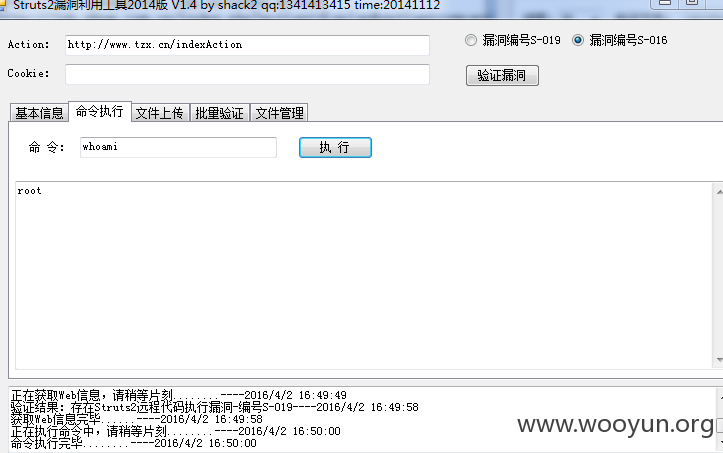 Struts2漏洞利用工具2014版 V1.4 by shack2 qq:1341413415 time:20141112
Action: http://www.tzx.cn/indexAction
漏洞编号S-019 漏洞编号S-016
Cookie:
验证漏洞
基本信息 命令执行 文件上传 批量验证 文件管理
命 令: whoami 执 行
root
正在获取Web信息,请稍等片刻........----2016/4/2 16:49:49
验证结果: 存在Struts2远程代码执行漏洞-编号S-019----2016/4/2 16:49:58
获取Web信息完毕........----2016/4/2 16:49:58
正在执行命令中,请稍等片刻........----2016/4/2 16:50:00
命令执行完毕........----2016/4/2 16:50:00
www.wooyun.org